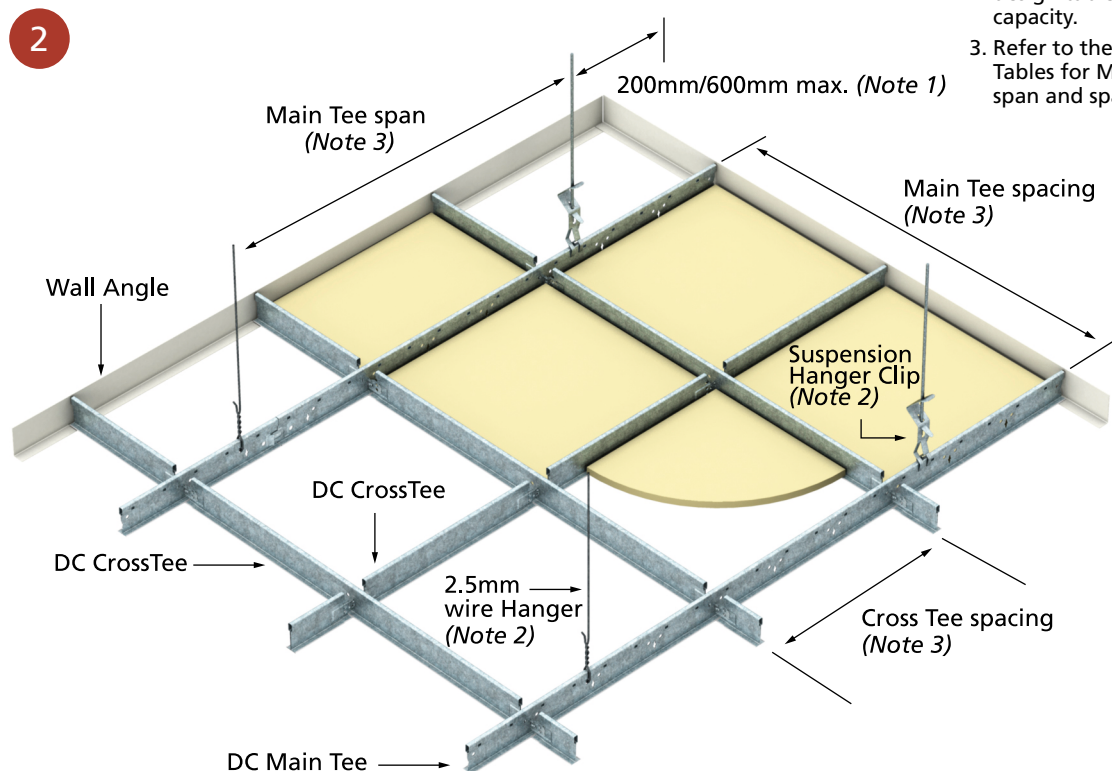 2
capacity.
3. Refer to the
Tables for M
span and spa
200mm/600mm max. (Note 1)
Main Tee span
(Note 3)
Main Tee spacing
(Note 3)
Wall Angle
Suspension
Hanger Clip
(Note 2)
DC CrossTee
DC CrossTee
2.5mm
wire Hanger
(Note 2)
Cross Tee spacing
(Note 3)
DC Main Tee